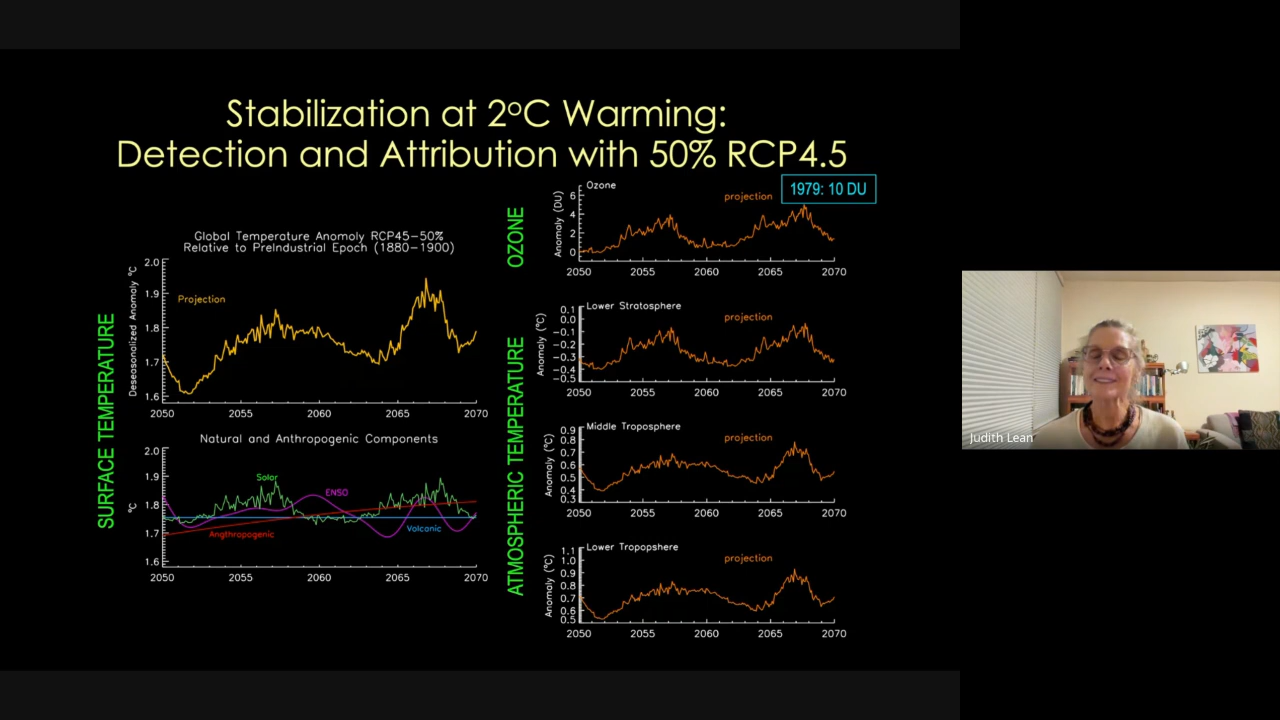 Stabilization at 2°C Warming:
Detection and Attribution with 50% RCP4.5
1979: 10 DU
SURFACE TEMPERATURE
Global Temperature Anomoly RCP45-50%
Relative to PreIndustrial Epoch (1880-1900)
Deseasonalized Anomaly °C
2.0
1.9
1.8
1.7
1.6
Projection
2050 2055 2060 2065 2070
Natural and Anthropogenic Components
°C
2.0
1.9
1.8
1.7
1.6
Solar
ENSO
Volcanic
Angthropogenic
2050 2055 2060 2065 2070
OZONE
Ozone
projection
Anomaly (DU)
6
4
2
0
2050 2055 2060 2065 2070
ATMOSPHERIC TEMPERATURE
Lower Stratosphere
projection
Anomaly (°C)
0.1
0.0
-0.1
-0.2
-0.3
-0.4
-0.5
2050 2055 2060 2065 2070
Middle Troposphere
projection
Anomaly (°C)
0.9
0.8
0.7
0.6
0.5
0.4
0.3
2050 2055 2060 2065 2070
Lower Tropopshere
projection
Anomaly (°C)
1.1
1.0
0.9
0.8
0.7
0.6
0.5
2050 2055 2060 2065 2070
Judith Lean